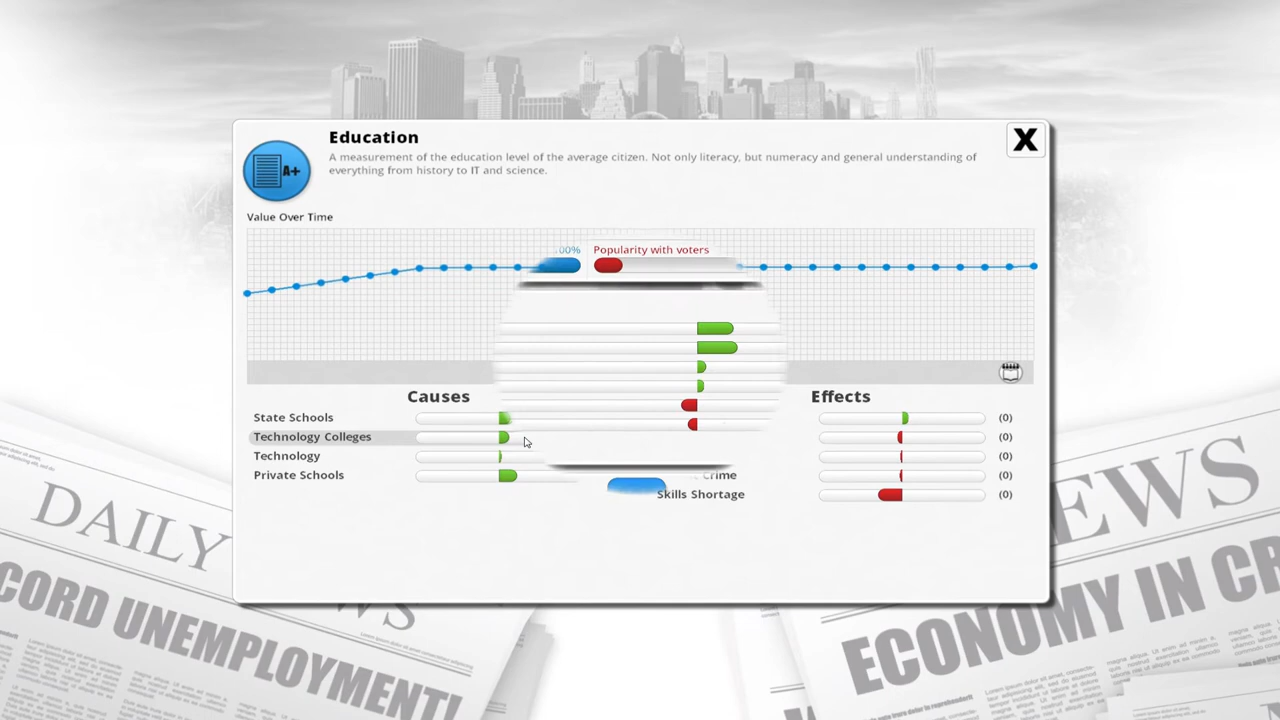 Education
A measurement of the education level of the average citizen. Not only literacy, but numeracy and general understanding of
everything from history to IT and science.
A+
X
Value Over Time
00%
Popularity with voters
Causes
Effects
State Schools
(0)
Technology Colleges
(0)
Technology
(0)
Private Schools
Crime
(0)
Skills Shortage
(0)
DAILY
NEWS
CORD UNEMPLOYMENT!
ECONOMY IN CR